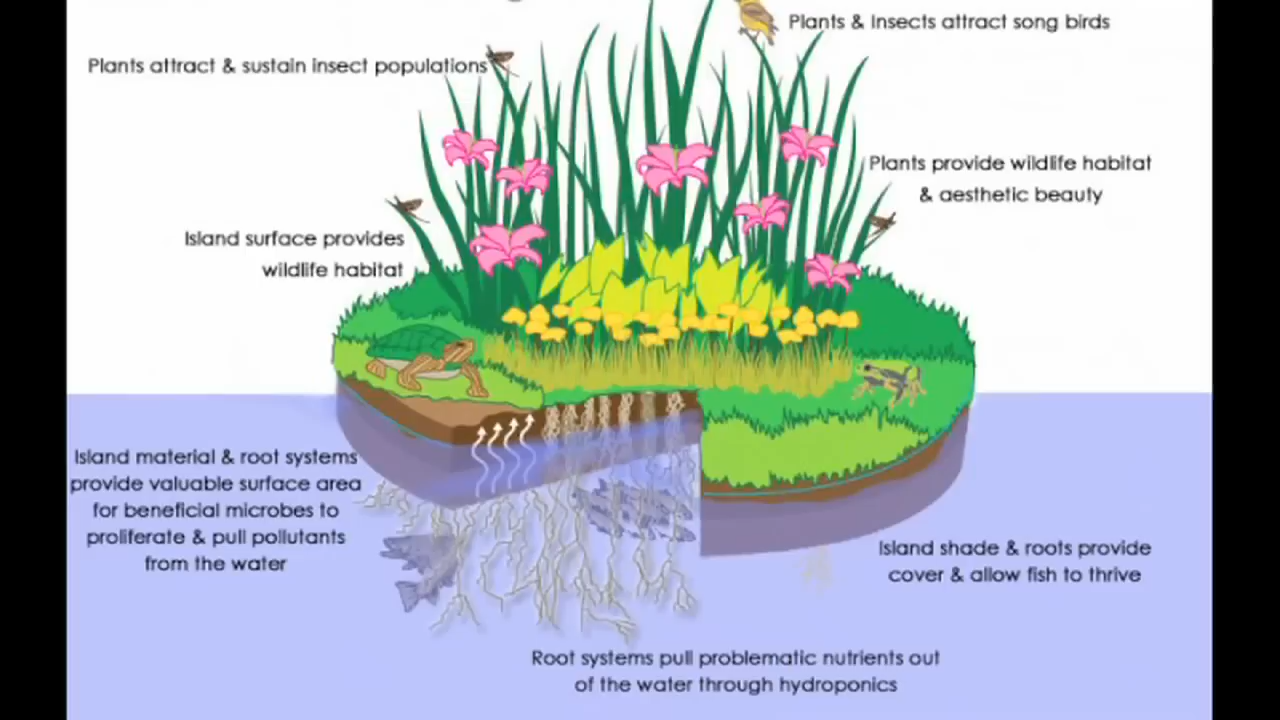 Plants & Insects attract song birds
Plants attract & sustain insect populations
Plants provide wildlife habitat
& aesthetic beauty
Island surface provides
wildlife habitat
Island material & root systems
provide valuable surface area
for beneficial microbes to
proliferate & pull pollutants
from the water
Island shade & roots provide
cover & allow fish to thrive
Root systems pull problematic nutrients out
of the water through hydroponics